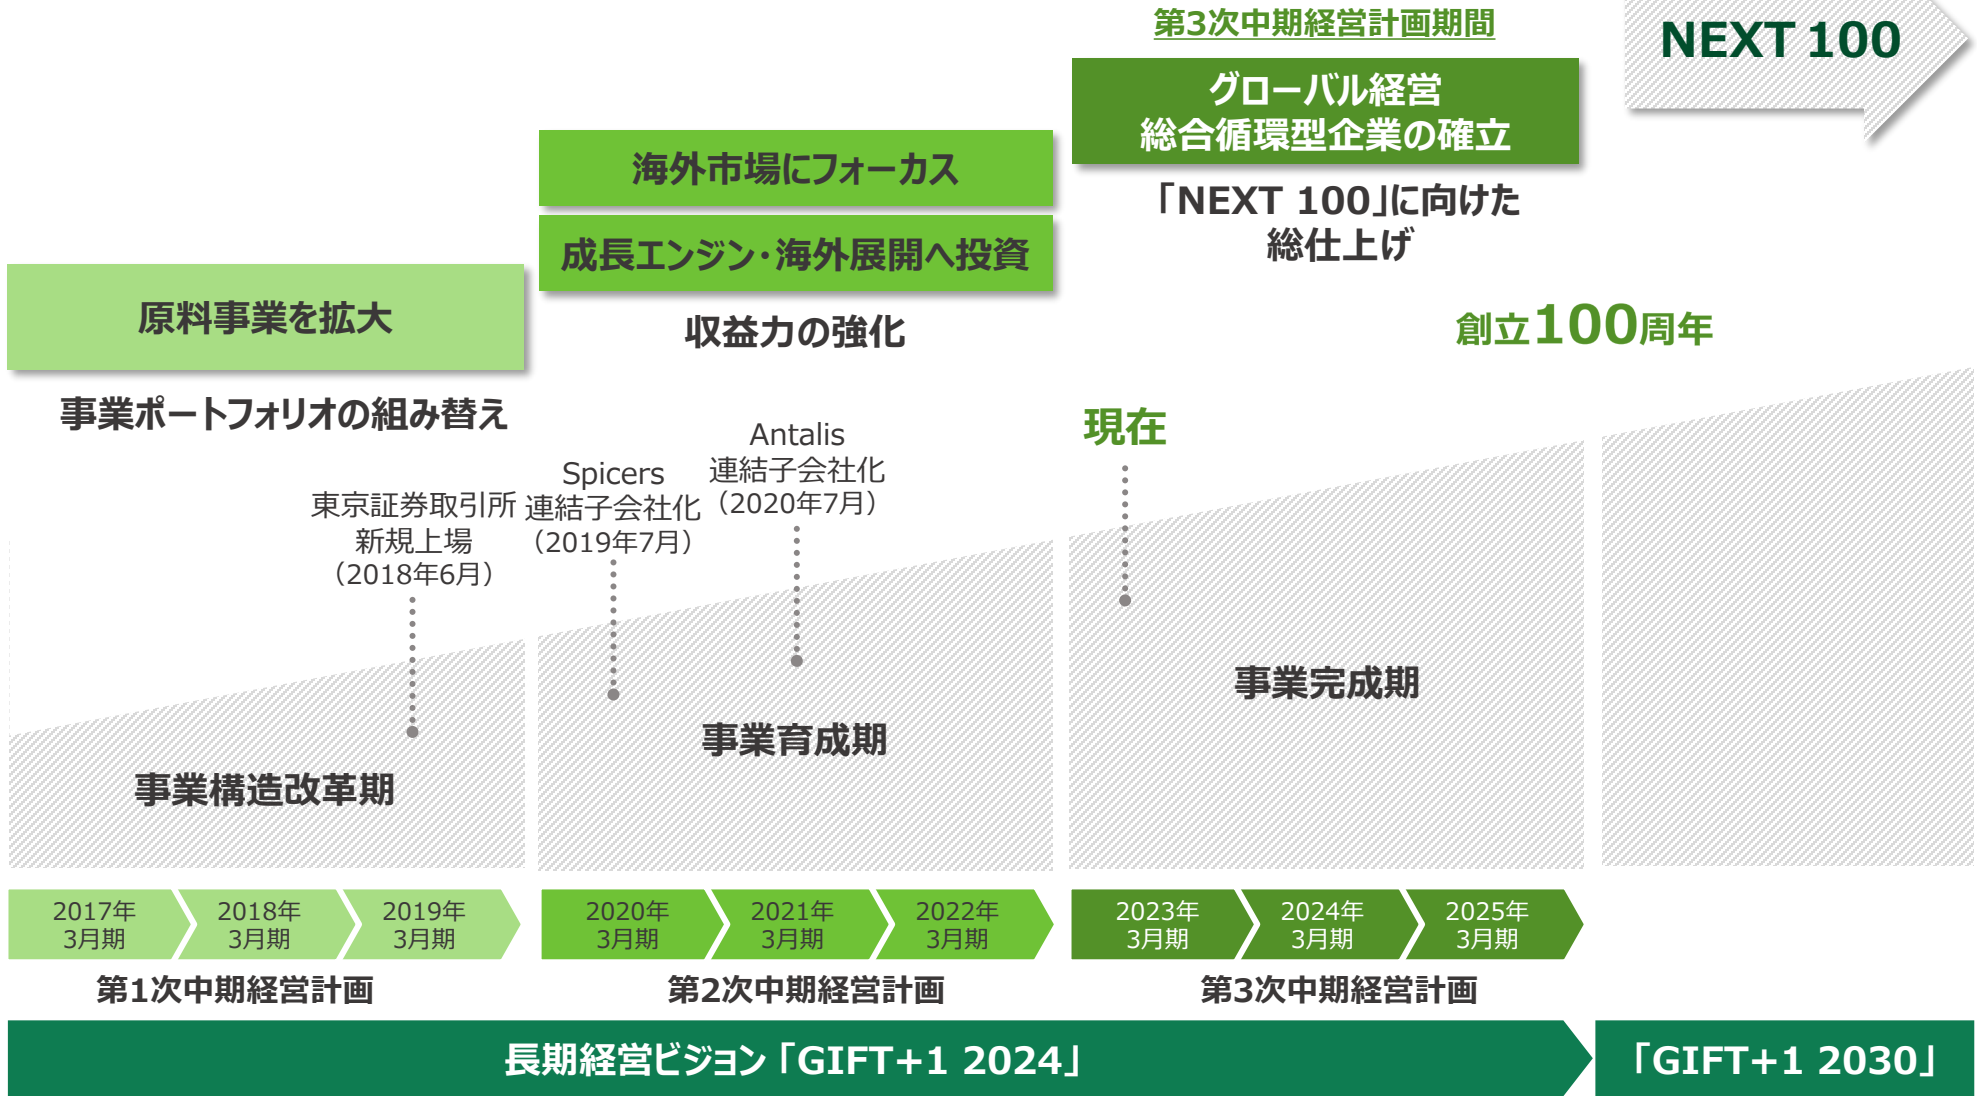 第3次中期経営計画期間
NEXT 100
グローバル経営
総合循環型企業の確立
「NEXT 100」に向けた
総仕上げ
海外市場にフォーカス
成長エンジン・海外展開へ投資
収益力の強化
原料事業を拡大
事業ポートフォリオの組み替え
創立100周年
現在
Antalis
連結子会社化
（2020年7月）
Spicers
連結子会社化
（2019年7月）
東京証券取引所
新規上場
（2018年6月）
事業構造改革期
事業育成期
事業完成期
2017年
3月期
2018年
3月期
2019年
3月期
2020年
3月期
2021年
3月期
2022年
3月期
2023年
3月期
2024年
3月期
2025年
3月期
第1次中期経営計画
第2次中期経営計画
第3次中期経営計画
長期経営ビジョン「GIFT+1 2024」
「GIFT+1 2030」